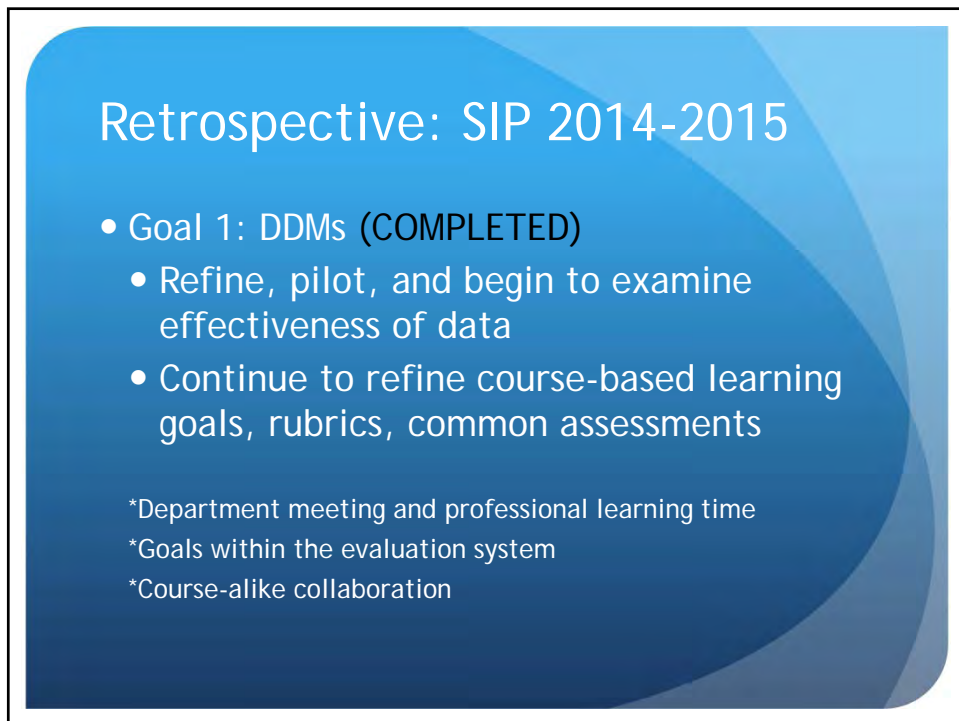 Retrospective: SIP 2014-2015
• Goal 1: DDMs (COMPLETED)
• Refine, pilot, and begin to examine
effectiveness of data
• Continue to refine course-based learning
goals, rubrics, common assessments
*Department meeting and professional learning time
*Goals within the evaluation system
*Course-alike collaboration